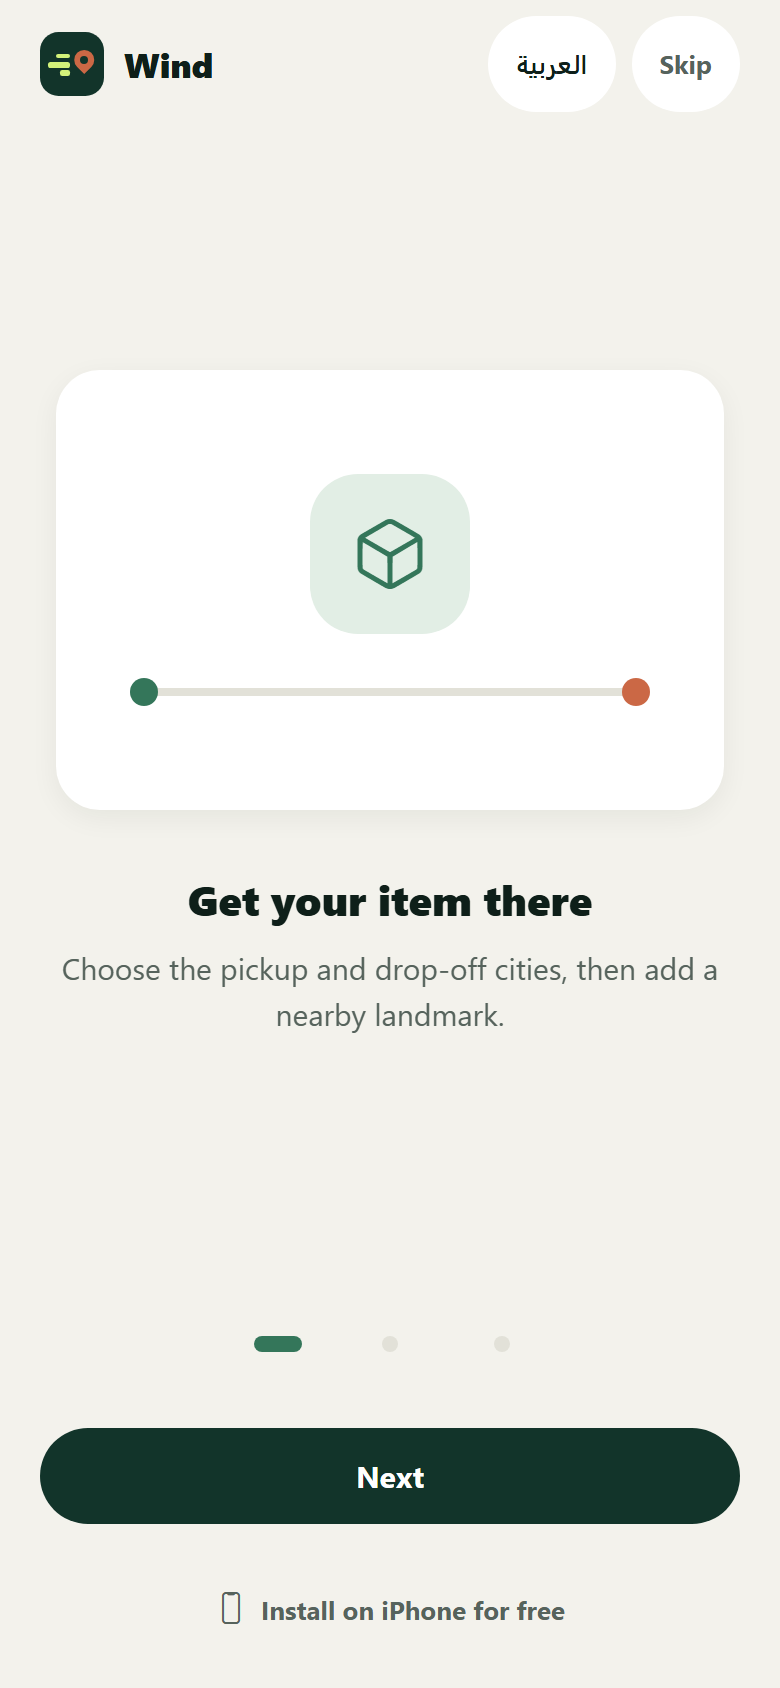 Wind
العربية
Skip
Get your item there
Choose the pickup and drop-off cities, then add a
nearby landmark.
Next
Install on iPhone for free